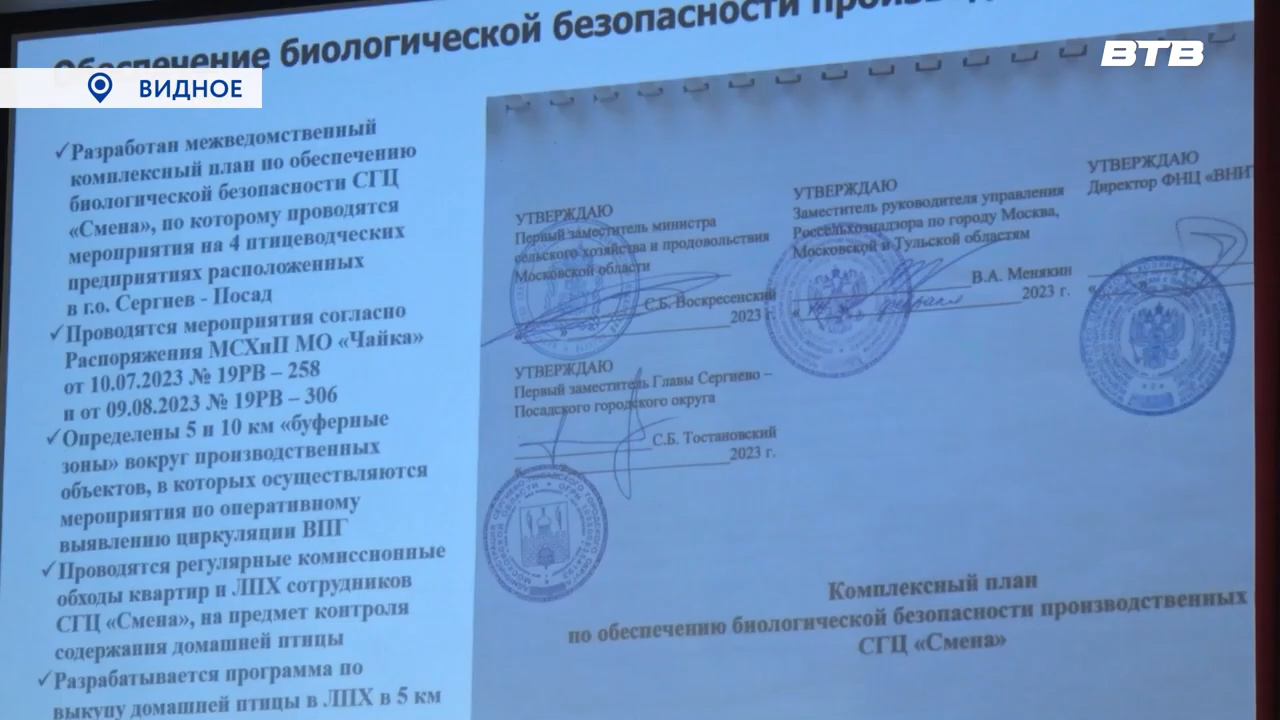 Обеспечение биологической безопасности
ВТВ
ВИДНОЕ
✓Разработан межведомственный
комплексный план по обеспечению
биологической безопасности СГЦ
«Смена», по которому проводятся
мероприятия на 4 птицеводческих
предприятиях расположенных
в г.о. Сергиев - Посад
✓Проводятся мероприятия согласно
Распоряжения МСХиП МО «Чайка»
от 10.07.2023 № 19РВ – 258
и от 09.08.2023 № 19РВ – 306
✓Определены 5 и 10 км «буферные
зоны» вокруг производственных
объектов, в которых осуществляются
мероприятия по оперативному
выявлению циркуляции ВПГ
✓Проводятся регулярные комиссионные
обходы квартир и ЛПХ сотрудников
СГЦ «Смена», на предмет контроля
содержания домашней птицы
✓Разрабатывается программа по
выкупу домашней птицы в ЛПХ в 5 км
УТВЕРЖДАЮ
Первый заместитель министра
сельского хозяйства и продовольствия
Московской области
С.Б. Воскресенский
2023 г.
УТВЕРЖДАЮ
Заместитель руководителя управления
Россельхознадзора по городу Москва,
Московской и Тульской областям
В.А. Менякин
« февраля 2023 г.
УТВЕРЖДАЮ
Директор ФНЦ
УТВЕРЖДАЮ
Первый заместитель Главы Сергиево –
Посадского городского округа
С.Б. Тостановский
2023 г.
Комплексный план
по обеспечению биологической безопасности производственных
СГЦ «Смена»